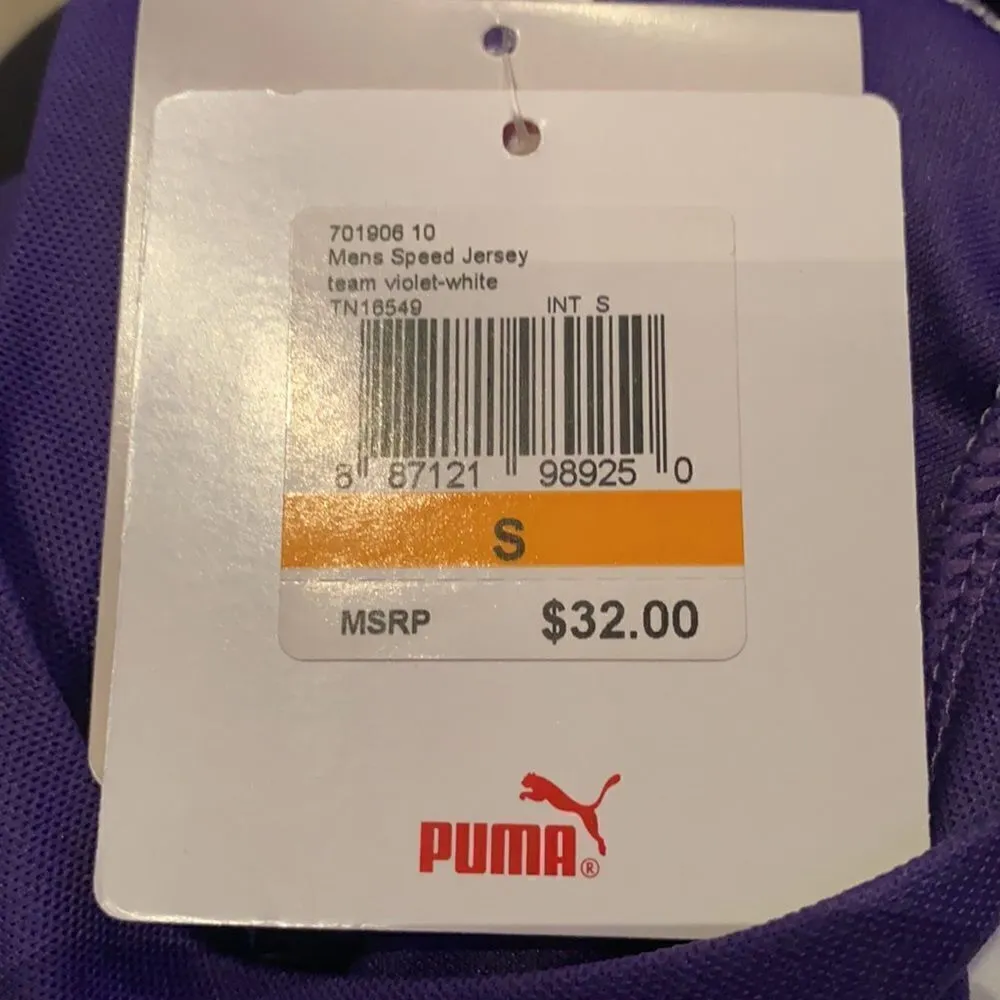 701906 10
Mens Speed Jersey
team violet-white
TN16549 INT S
8 87121 98925 0
S
MSRP $32.00
PUMA®